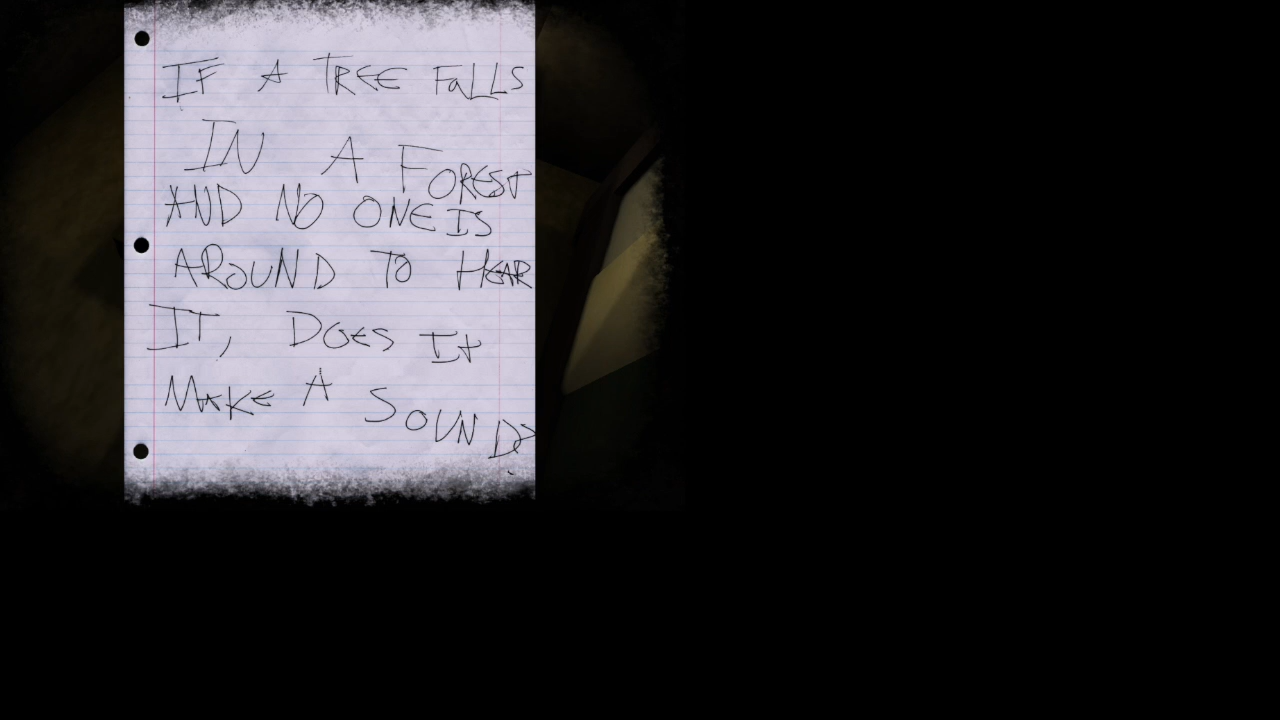 IF A TREE FaLLS
IN A FOREST
AND NO ONE IS
AROUND TO HEAR
IT, DOES It
MAKE A SOUND?